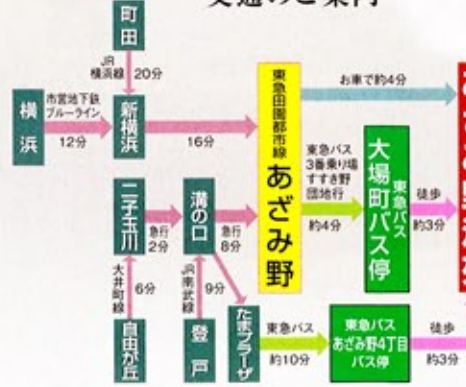 町田
JR
横浜線 20分
横浜
市営地下鉄
ブルーライン
12分
新横浜
16分
東急田園都市線
あざみ野
お車で約4分
東急バス
3番乗り場
すすき野
団地行
約4分
東急バス
大場町バス停
徒歩
約3分
二子玉川
急行
2分
溝の口
急行
8分
大井町線
6分
JR南武線
9分
自由が丘
登戸
たまプラーザ
東急バス
約10分
東急バス
あざみ野4丁目
バス停
徒歩
約3分